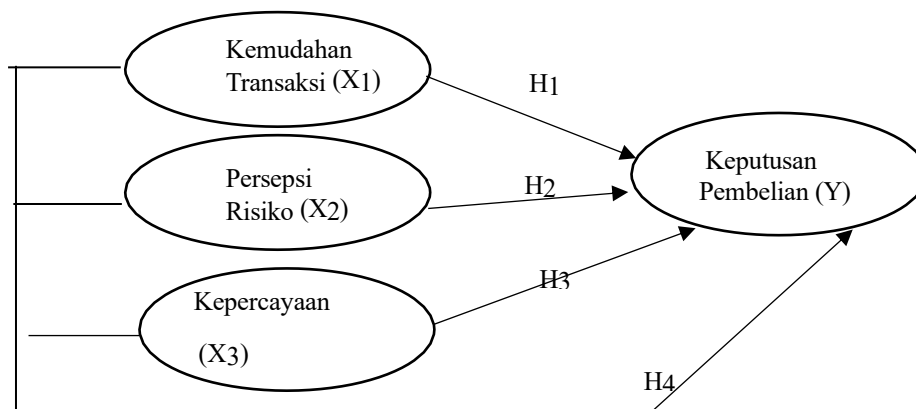 Kemudahan
Transaksi (X1)
H1
Keputusan
Pembelian (Y)
Persepsi
Risiko (X2)
H2
Kepercayaan
(X3)
H3
H4